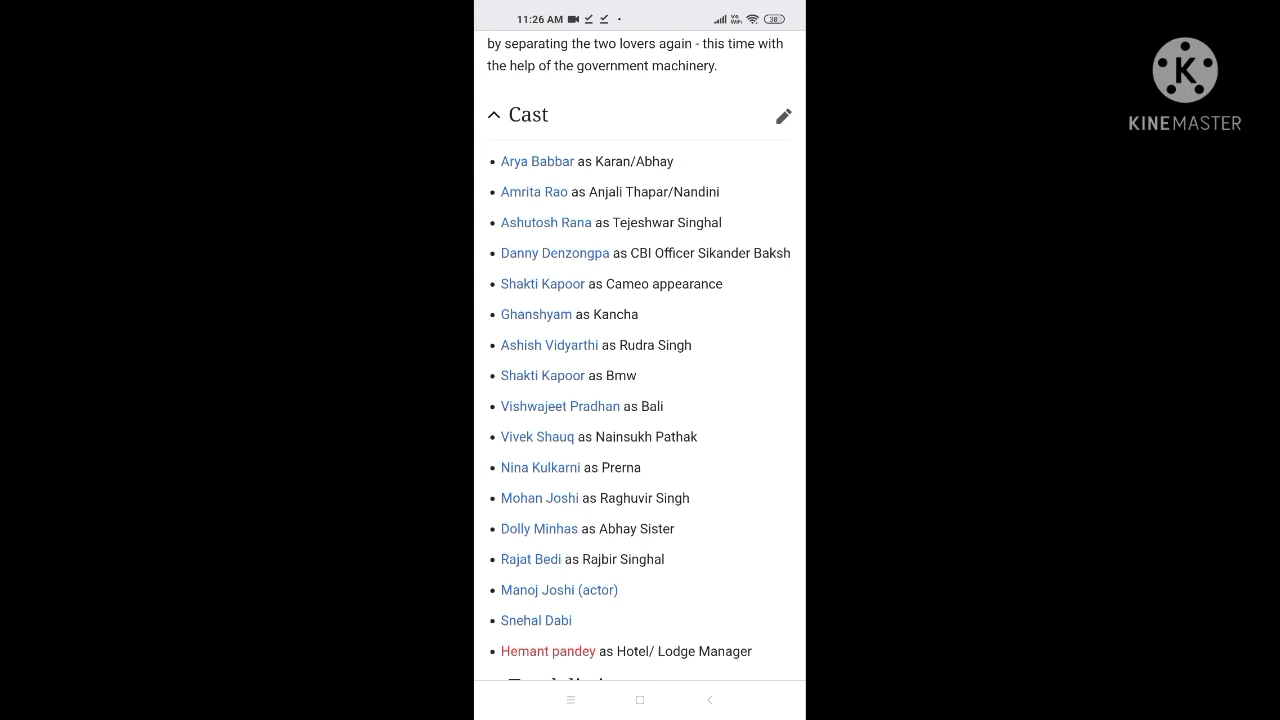 11:26 AM
Vo
WiFi
38
by separating the two lovers again - this time with
the help of the government machinery.
Cast
Arya Babbar as Karan/Abhay
Amrita Rao as Anjali Thapar/Nandini
Ashutosh Rana as Tejeshwar Singhal
Danny Denzongpa as CBI Officer Sikander Baksh
Shakti Kapoor as Cameo appearance
Ghanshyam as Kancha
Ashish Vidyarthi as Rudra Singh
Shakti Kapoor as Bmw
Vishwajeet Pradhan as Bali
Vivek Shauq as Nainsukh Pathak
Nina Kulkarni as Prerna
Mohan Joshi as Raghuvir Singh
Dolly Minhas as Abhay Sister
Rajat Bedi as Rajbir Singhal
Manoj Joshi (actor)
Snehal Dabi
Hemant pandey as Hotel/ Lodge Manager
K
KINEMASTER